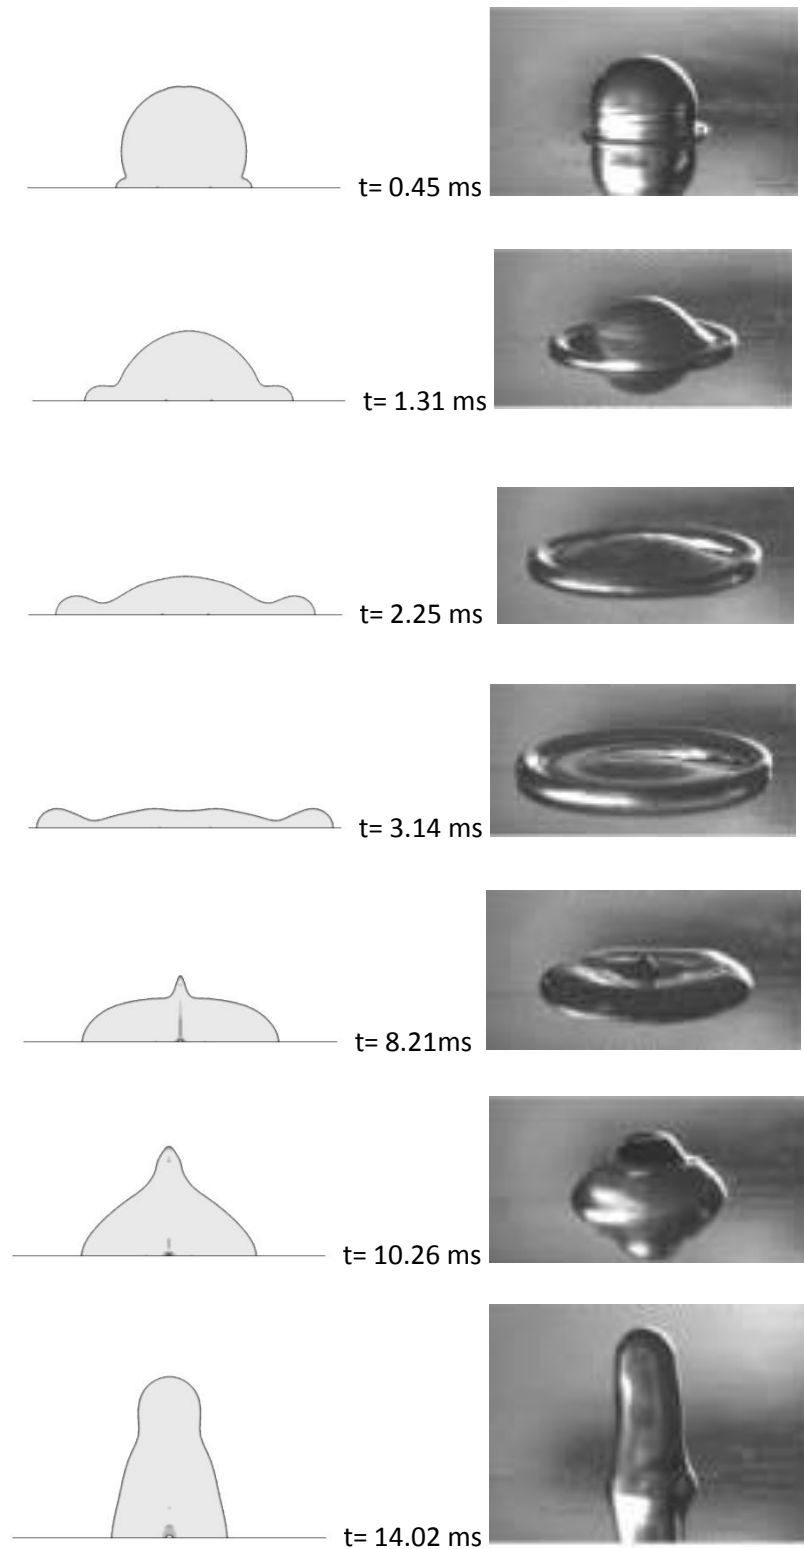 t= 0.45 ms
t= 1.31 ms
t= 2.25 ms
t= 3.14 ms
t= 8.21ms
t= 10.26 ms
t= 14.02 ms